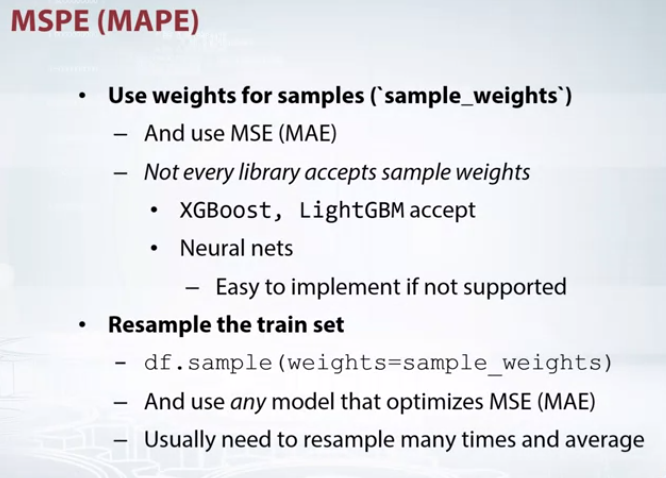 MSPE (MAPE)
• Use weights for samples (`sample_weights`)
– And use MSE (MAE)
– Not every library accepts sample weights
• XGBoost, LightGBM accept
• Neural nets
– Easy to implement if not supported
• Resample the train set
– df.sample(weights=sample_weights)
– And use any model that optimizes MSE (MAE)
– Usually need to resample many times and average